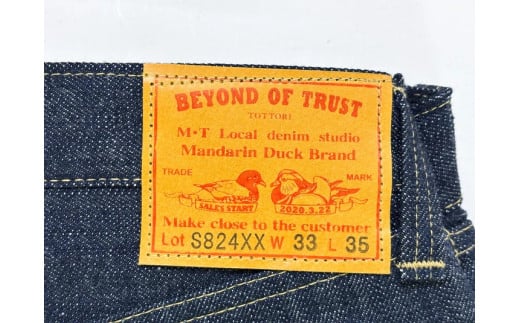 BEYOND OF TRUST
TOTTORI
M・T Local denim studio
Mandarin Duck Brand
TRADE MARK
SALE'S START 2020.3.22
Make close to the customer
Lot S824XX W 33 L 35